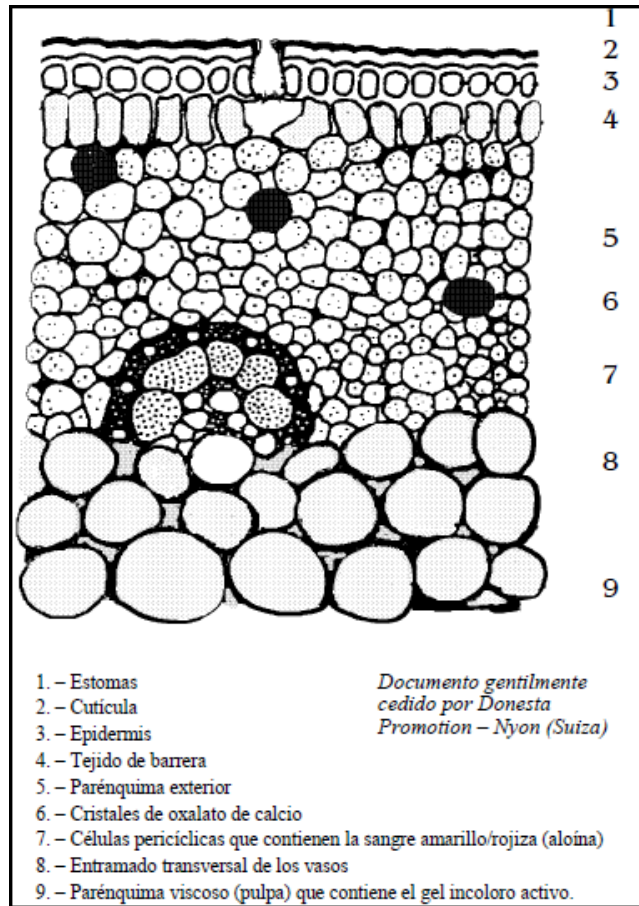 1
2
3
4
5
6
7
8
9
1. – Estomas
2. – Cutícula
3. – Epidermis
4. – Tejido de barrera
5. – Parénquima exterior
6. – Cristales de oxalato de calcio
7. – Células pericíclicas que contienen la sangre amarillo/rojiza (aloína)
8. – Entramado transversal de los vasos
9. – Parénquima viscoso (pulpa) que contiene el gel incoloro activo.
Documento gentilmente
cedido por Donesta
Promotion – Nyon (Suiza)